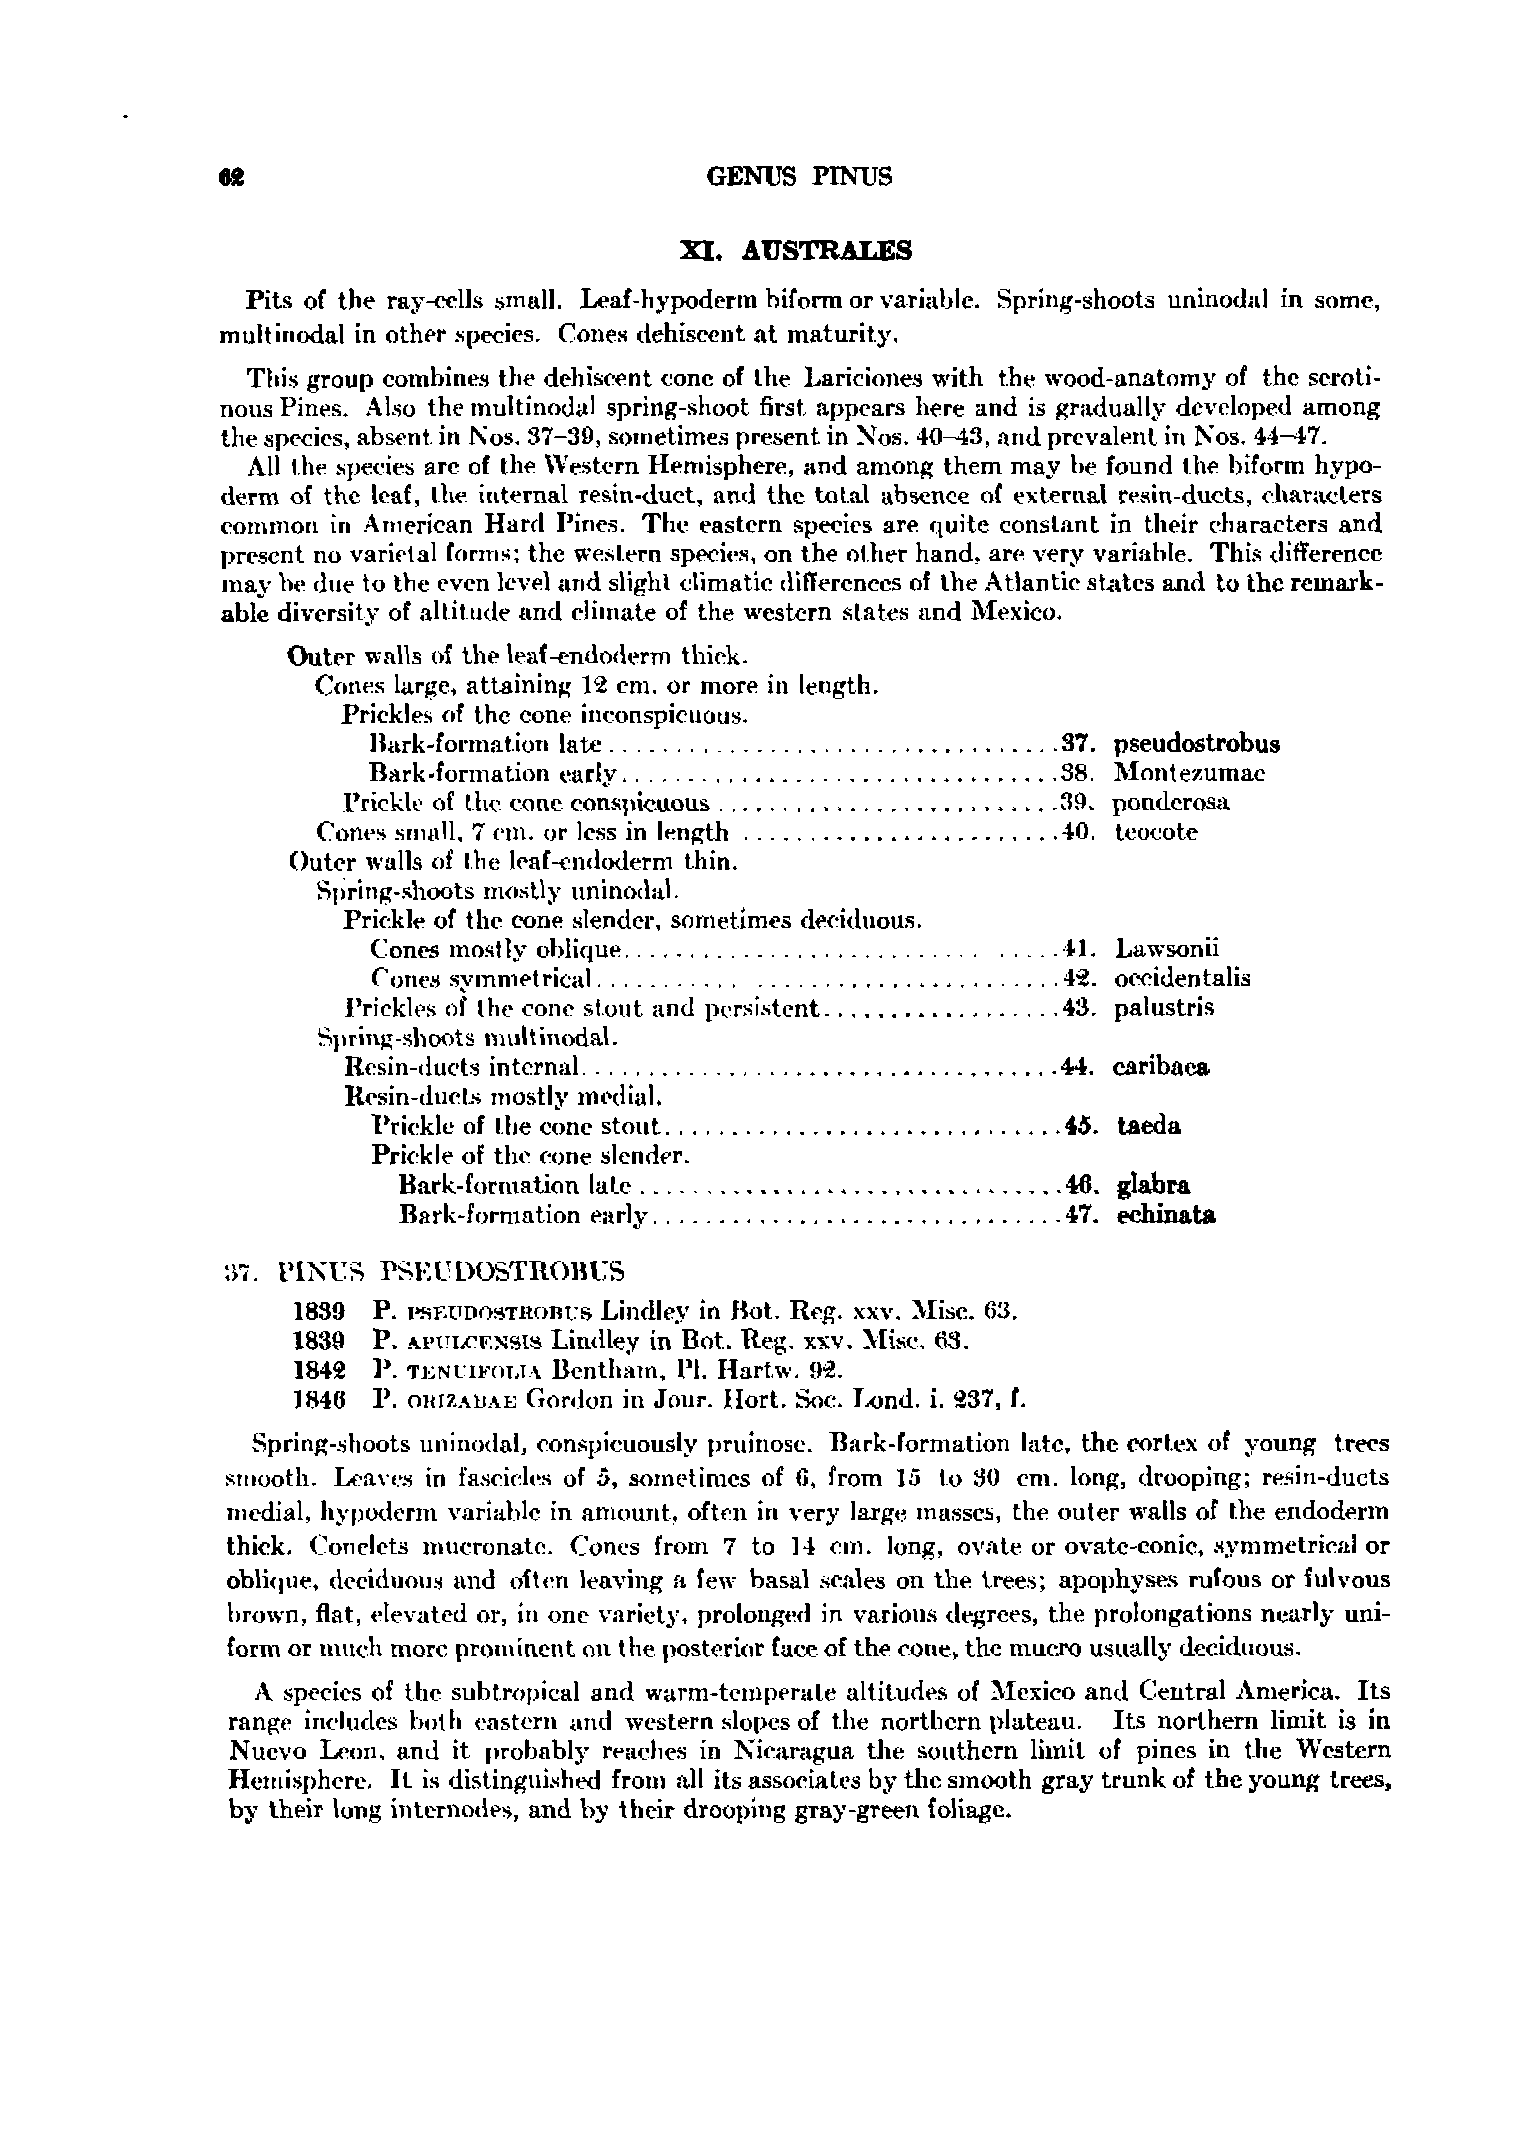 62 GENUS PINUS
XI. AUSTRALES
Pits of the ray-cells small. Leaf-hypoderm biform or variable. Spring-shoots uninodal in some,
multinodal in other species. Cones dehiscent at maturity.
This group combines the dehiscent cone of the Lariciones with the wood-anatomy of the seroti-
nous Pines. Also the multinodal spring-shoot first appears here and is gradually developed among
the species, absent in Nos. 37–39, sometimes present in Nos. 40–43, and prevalent in Nos. 44–47.
All the species are of the Western Hemisphere, and among them may be found the biform hypo-
derm of the leaf, the internal resin-duct, and the total absence of external resin-ducts, characters
common in American Hard Pines. The eastern species are quite constant in their characters and
present no varietal forms; the western species, on the other hand, are very variable. This difference
may be due to the even level and slight climatic differences of the Atlantic states and to the remark-
able diversity of altitude and climate of the western states and Mexico.
Outer walls of the leaf-endoderm thick.
Cones large, attaining 12 cm. or more in length.
Prickles of the cone inconspicuous.
Bark-formation late ........ 37. pseudostrobus
Bark-formation early ........ 38. Montezumae
Prickle of the cone conspicuous ........ 39. ponderosa
Cones small, 7 cm. or less in length ........ 40. teocote
Outer walls of the leaf-endoderm thin.
Spring-shoots mostly uninodal.
Prickle of the cone slender, sometimes deciduous.
Cones mostly oblique ........ 41. Lawsonii
Cones symmetrical ........ 42. occidentalis
Prickles of the cone stout and persistent ........ 43. palustris
Spring-shoots multinodal.
Resin-ducts internal ........ 44. caribaea
Resin-ducts mostly medial.
Prickle of the cone stout ........ 45. taeda
Prickle of the cone slender.
Bark-formation late ........ 46. glabra
Bark-formation early ........ 47. echinata
37. PINUS PSEUDOSTROBUS
1839 P. PSEUDOSTROBUS Lindley in Bot. Reg. xxv. Misc. 63.
1839 P. APULCENSIS Lindley in Bot. Reg. xxv. Misc. 63.
1842 P. TENUIFOLIA Bentham, Pl. Hartw. 92.
1846 P. ORIZABAE Gordon in Jour. Hort. Soc. Lond. i. 237, f.
Spring-shoots uninodal, conspicuously pruinose. Bark-formation late, the cortex of young trees
smooth. Leaves in fascicles of 5, sometimes of 6, from 15 to 30 cm. long, drooping; resin-ducts
medial, hypoderm variable in amount, often in very large masses, the outer walls of the endoderm
thick. Conelets mucronate. Cones from 7 to 14 cm. long, ovate or ovate-conic, symmetrical or
oblique, deciduous and often leaving a few basal scales on the trees; apophyses rufous or fulvous
brown, flat, elevated or, in one variety, prolonged in various degrees, the prolongations nearly uni-
form or much more prominent on the posterior face of the cone, the mucro usually deciduous.
A species of the subtropical and warm-temperate altitudes of Mexico and Central America. Its
range includes both eastern and western slopes of the northern plateau. Its northern limit is in
Nuevo Leon, and it probably reaches in Nicaragua the southern limit of pines in the Western
Hemisphere. It is distinguished from all its associates by the smooth gray trunk of the young trees,
by their long internodes, and by their drooping gray-green foliage.